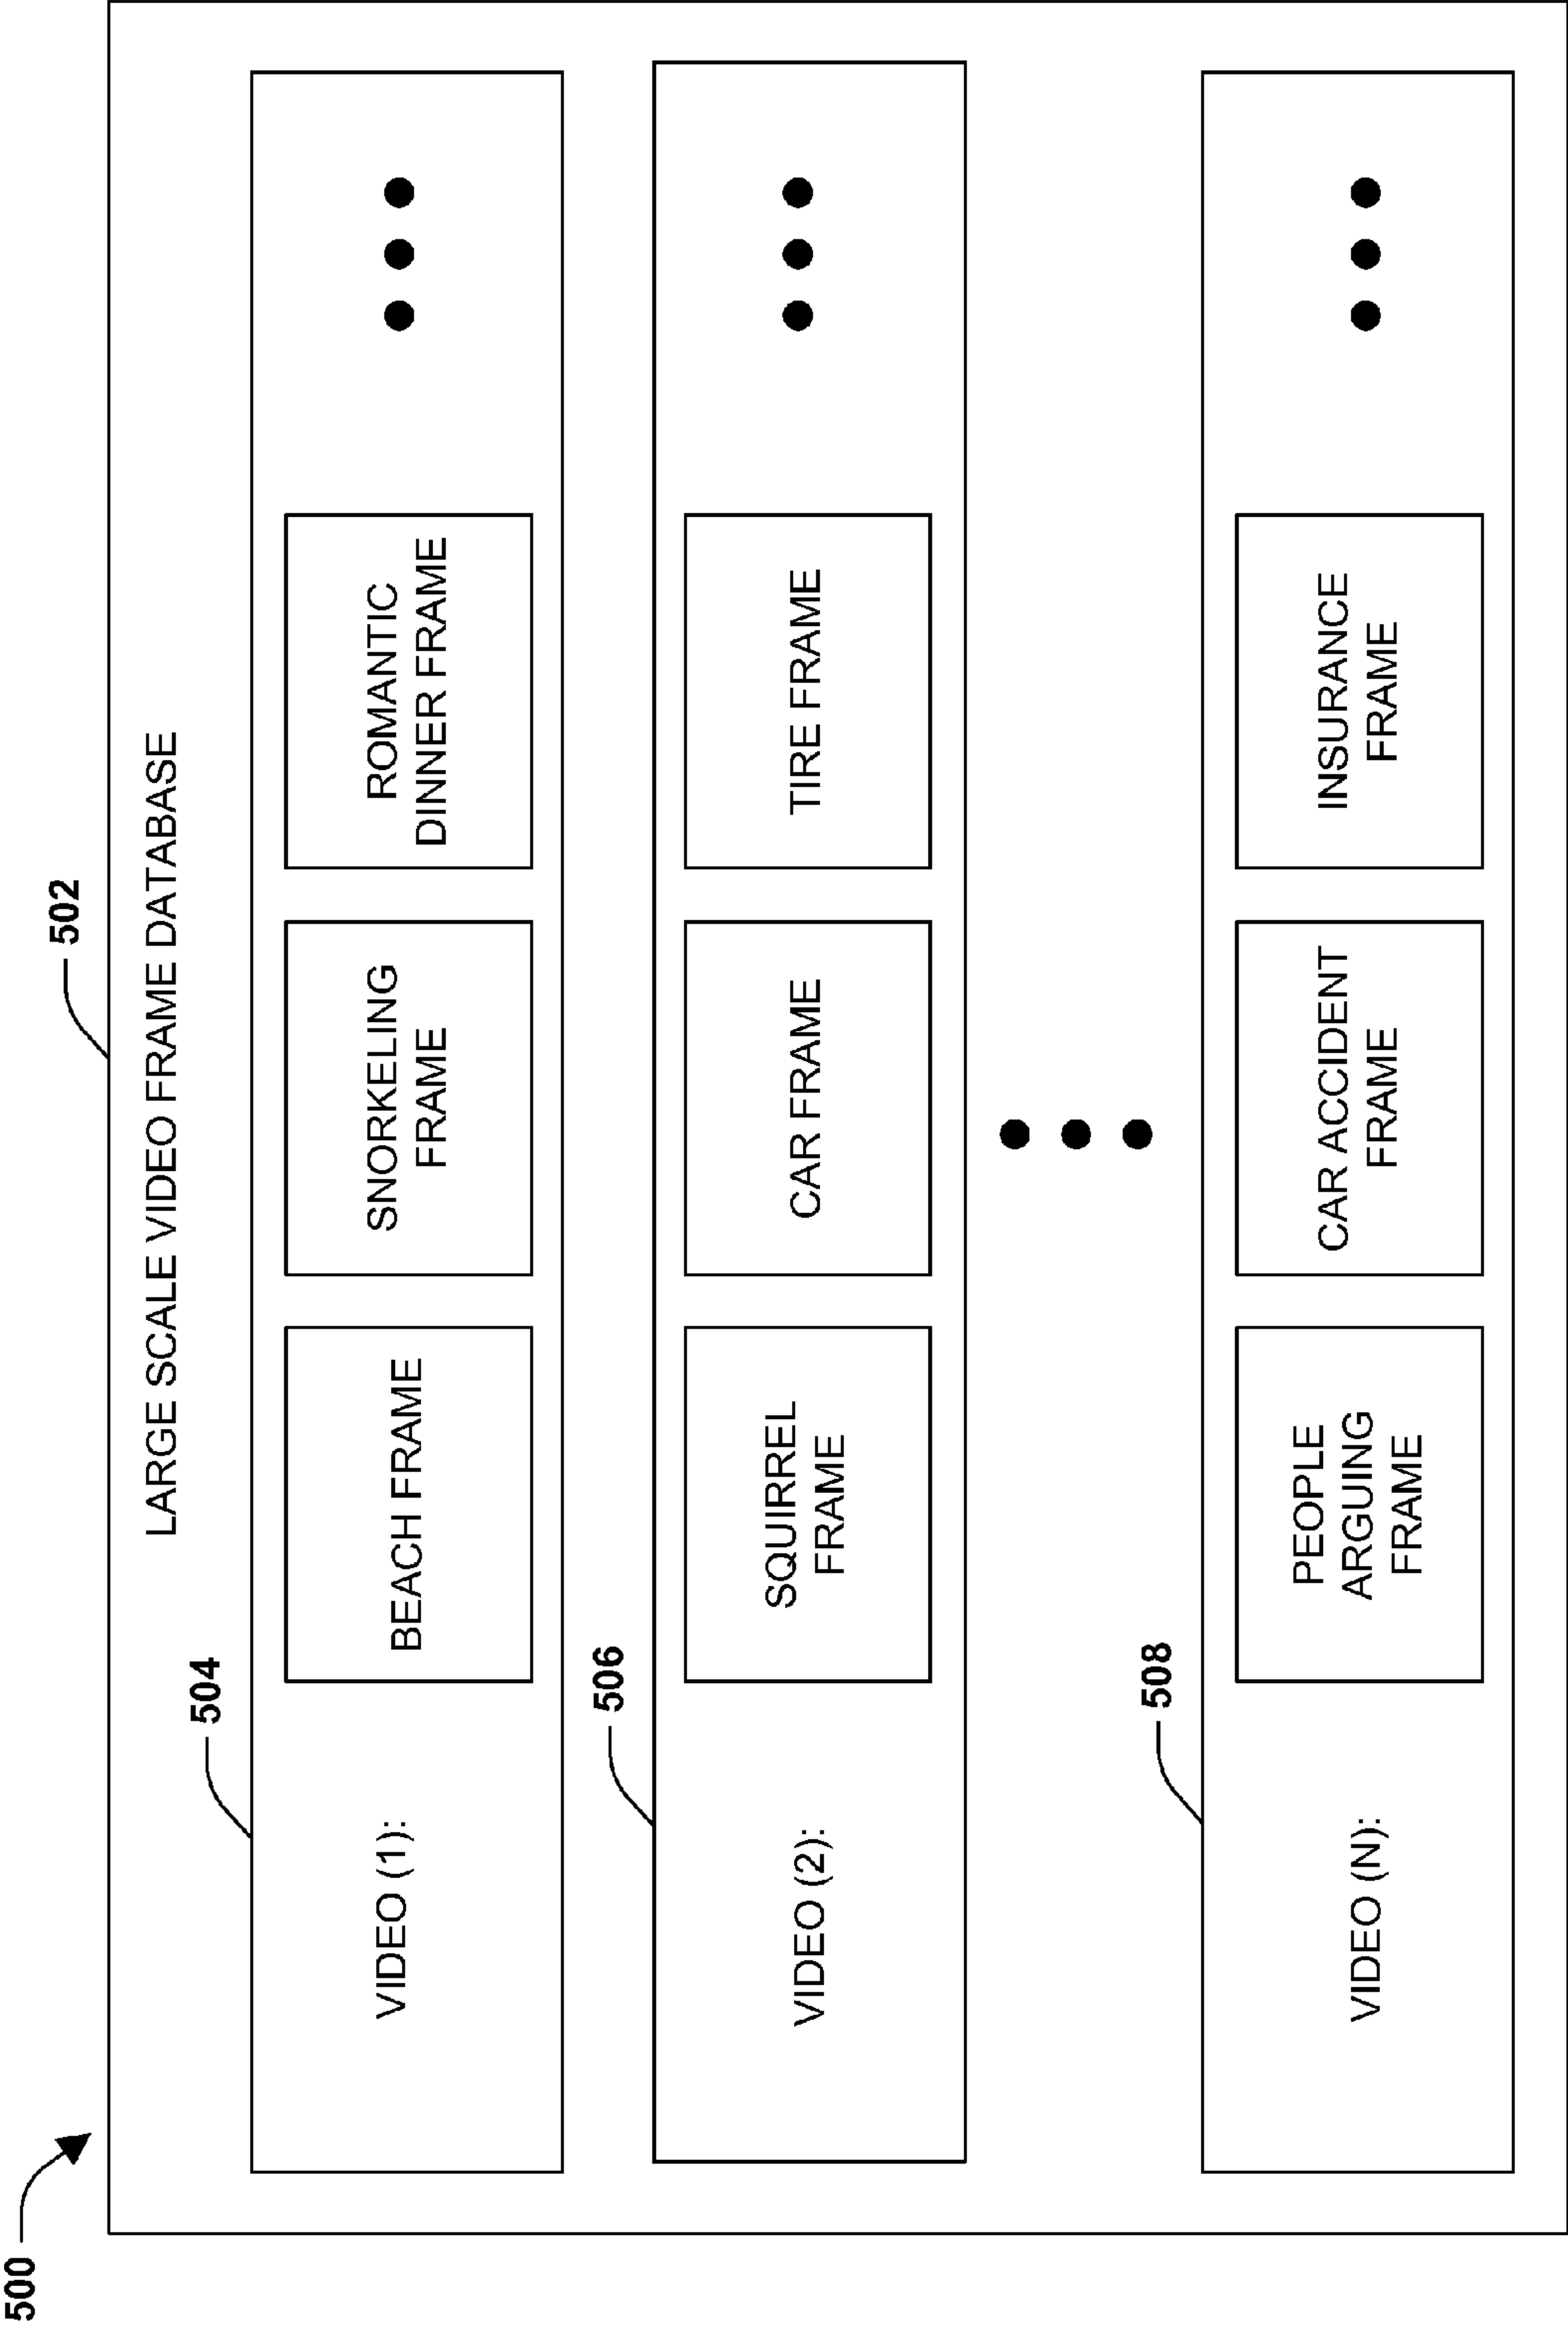 500
502
LARGE SCALE VIDEO FRAME DATABASE
504
VIDEO (1):
BEACH FRAME
SNORKELING
FRAME
ROMANTIC
DINNER FRAME
506
VIDEO (2):
SQUIRREL
FRAME
CAR FRAME
TIRE FRAME
508
VIDEO (N):
PEOPLE
ARGUING
FRAME
CAR ACCIDENT
FRAME
INSURANCE
FRAME